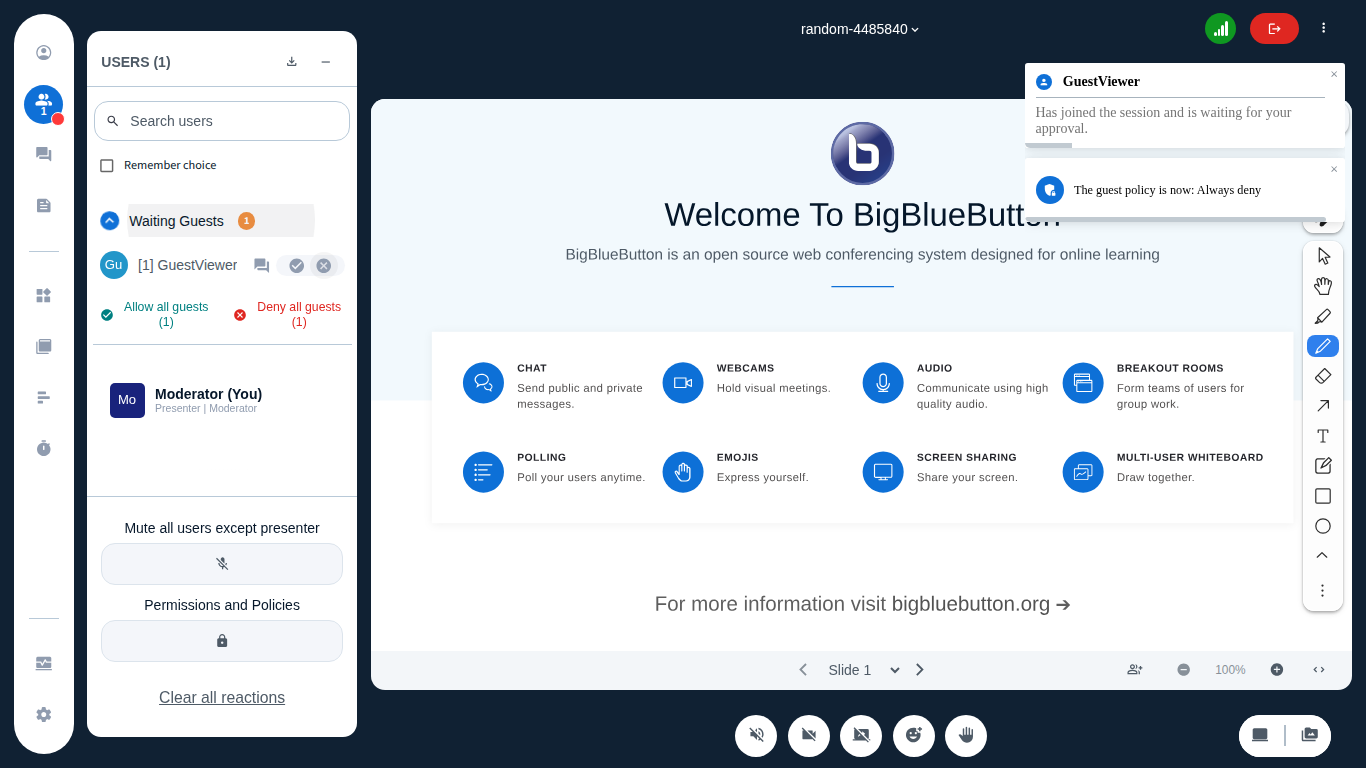 random-4485840
USERS (1)
1
Search users
Remember choice
Waiting Guests 1
Gu [1] GuestViewer
Allow all guests (1)
Deny all guests (1)
Mo Moderator (You)
Presenter | Moderator
Mute all users except presenter
Permissions and Policies
Clear all reactions
GuestViewer
Has joined the session and is waiting for your
approval.
The guest policy is now: Always deny
b
Welcome To BigBlueButton
BigBlueButton is an open source web conferencing system designed for online learning
CHAT
Send public and private
messages.
WEBCAMS
Hold visual meetings.
AUDIO
Communicate using high
quality audio.
BREAKOUT ROOMS
Form teams of users for
group work.
POLLING
Poll your users anytime.
EMOJIS
Express yourself.
SCREEN SHARING
Share your screen.
MULTI-USER WHITEBOARD
Draw together.
For more information visit bigbluebutton.org ➔
Slide 1
100%